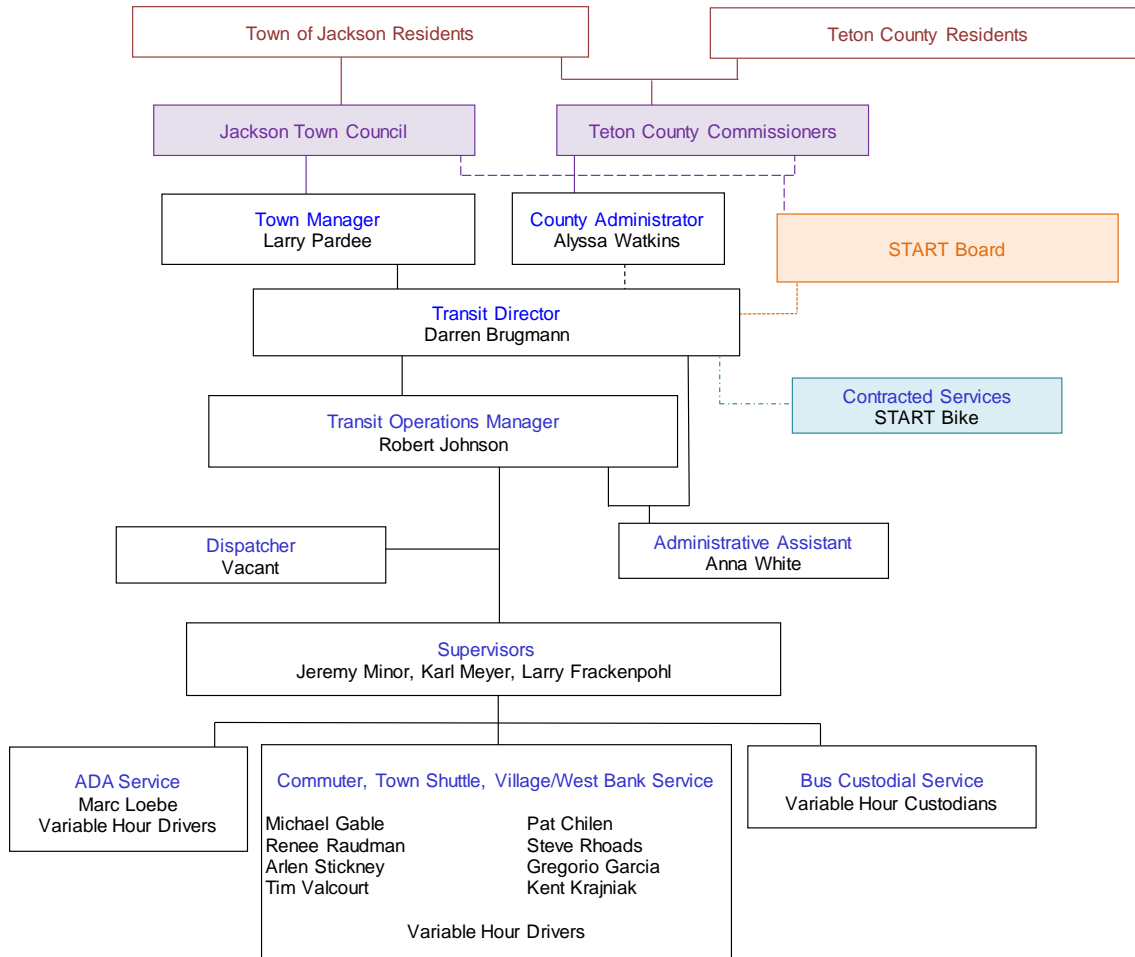 Town of Jackson Residents
Teton County Residents
Jackson Town Council
Teton County Commissioners
Town Manager
Larry Pardee
County Administrator
Alyssa Watkins
START Board
Transit Director
Darren Brugmann
Contracted Services
START Bike
Transit Operations Manager
Robert Johnson
Dispatcher
Vacant
Administrative Assistant
Anna White
Supervisors
Jeremy Minor, Karl Meyer, Larry Frackenpohl
ADA Service
Marc Loebe
Variable Hour Drivers
Commuter, Town Shuttle, Village/West Bank Service
Michael Gable
Renee Raudman
Arlen Stickney
Tim Valcourt
Pat Chilen
Steve Rhoads
Gregorio Garcia
Kent Krajniak
Variable Hour Drivers
Bus Custodial Service
Variable Hour Custodians